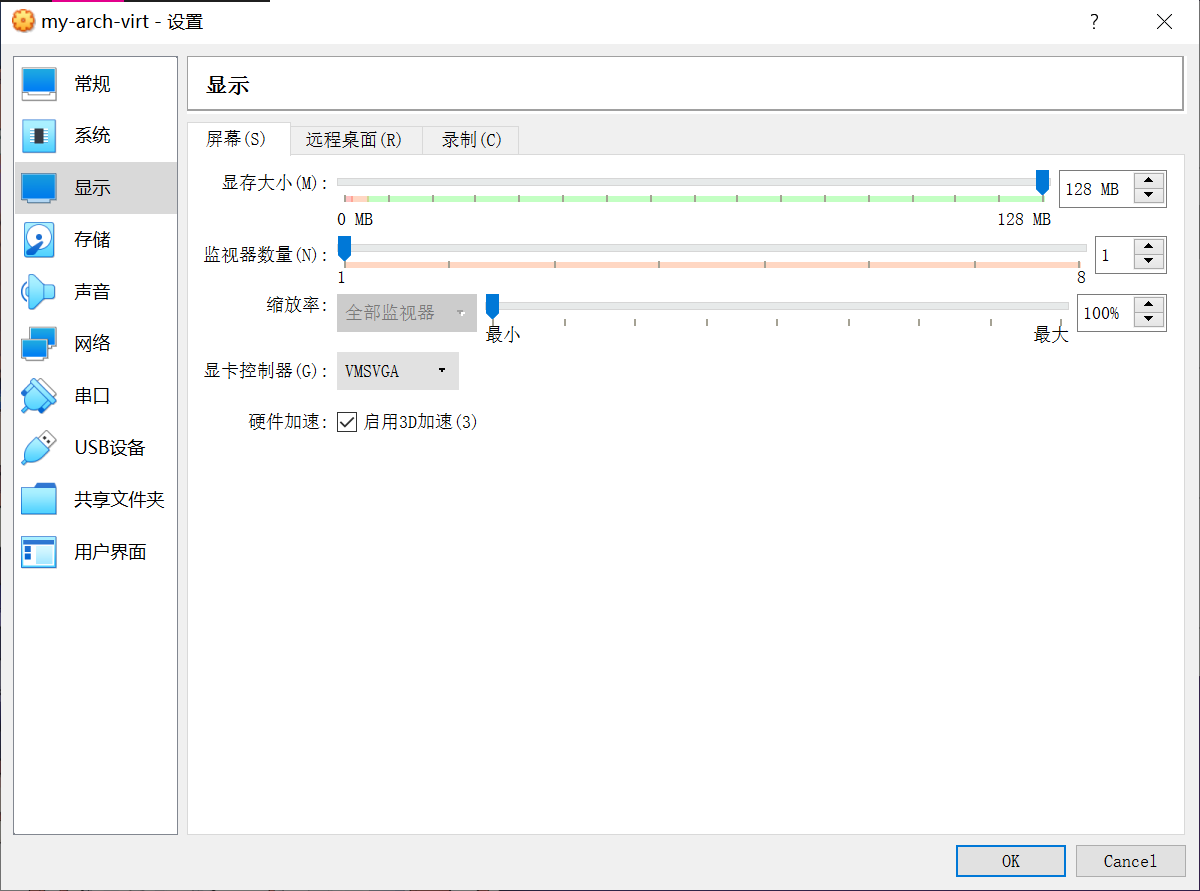 my-arch-virt - 设置
?
常规
系统
显示
存储
声音
网络
串口
USB设备
共享文件夹
用户界面
显示
屏幕(S) 远程桌面(R) 录制(C)
显存大小(M): 128 MB
0 MB 128 MB
监视器数量(N): 1
1 8
缩放率: 全部监视器 100%
最小 最大
显卡控制器(G): VMSVGA
硬件加速: 启用3D加速(3)
OK Cancel